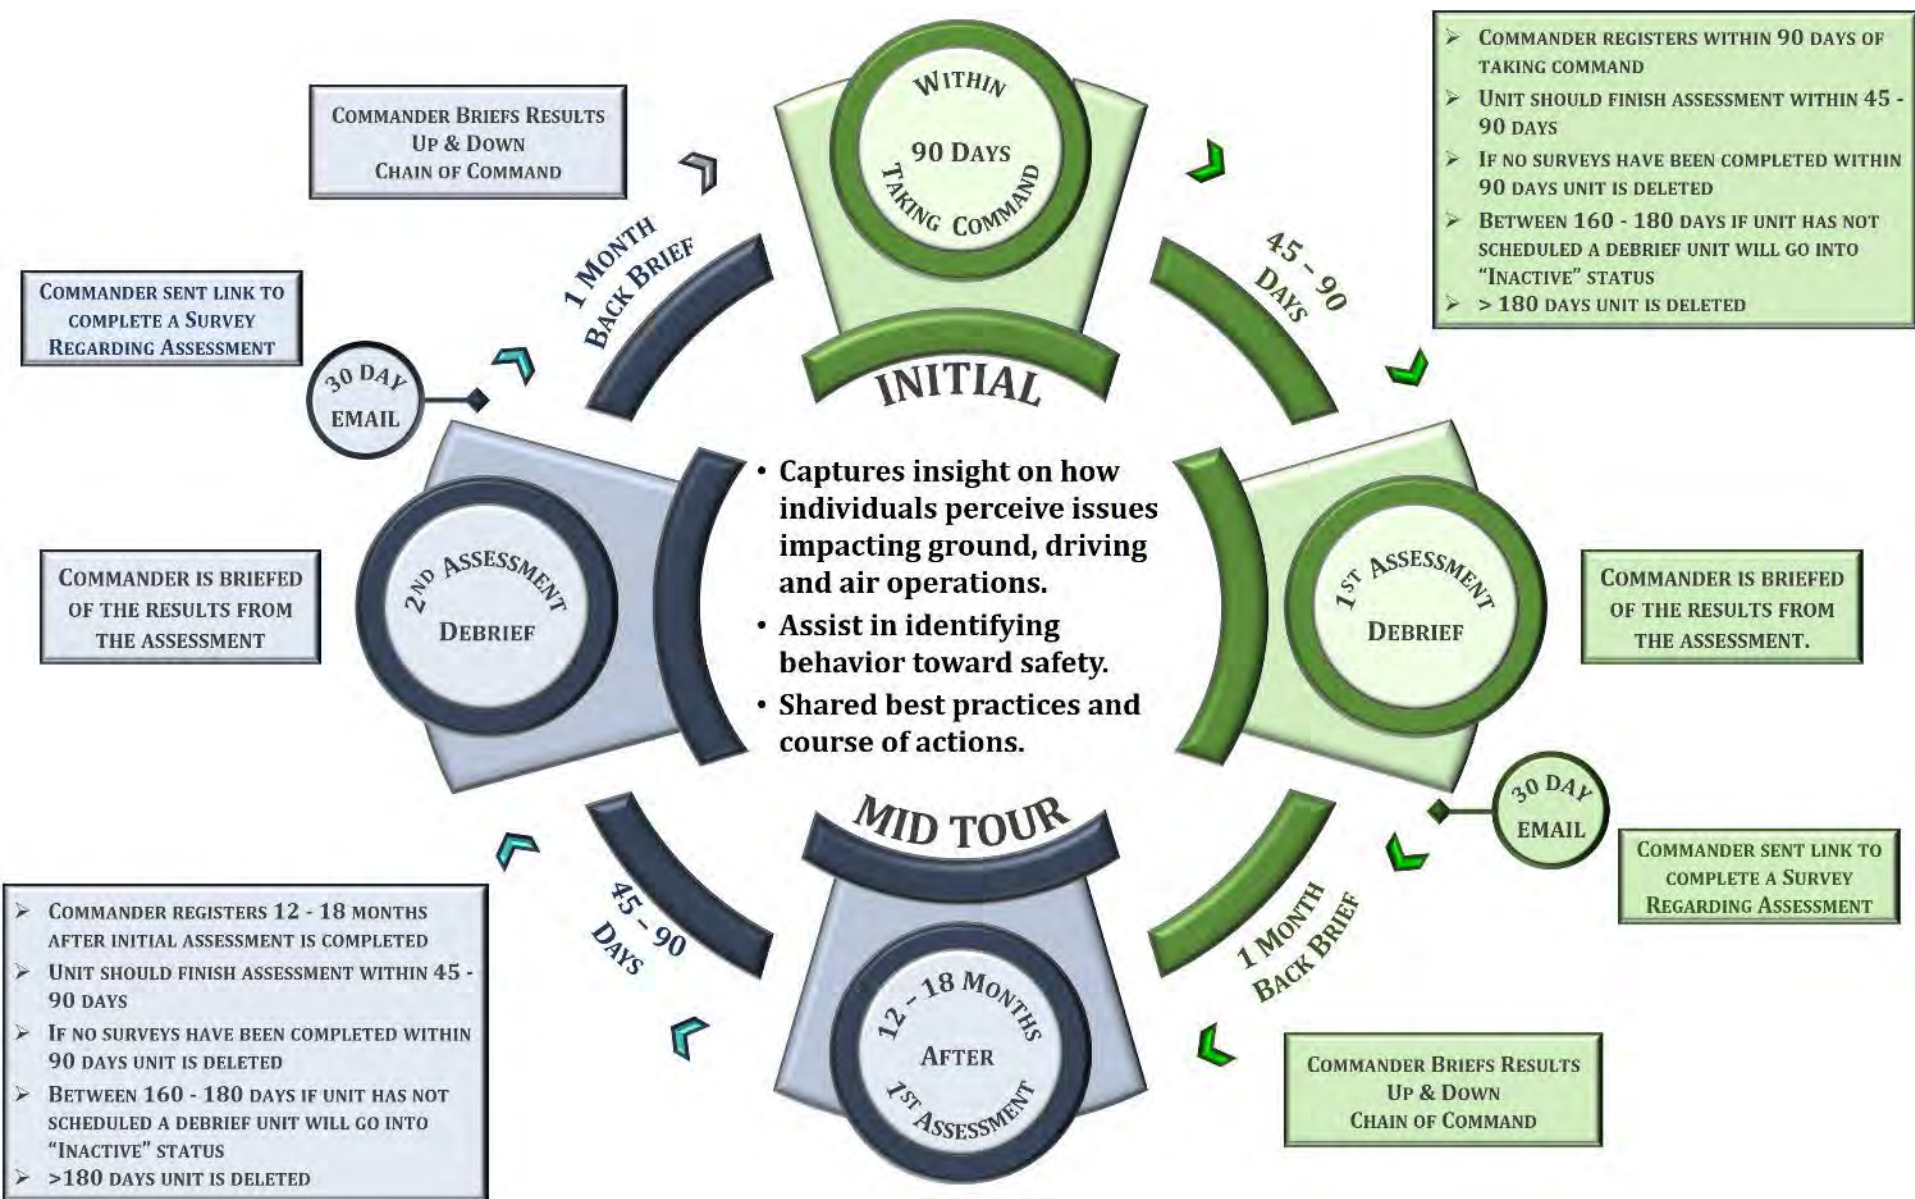 WITHIN
90 DAYS
TAKING COMMAND
INITIAL
➢ COMMANDER REGISTERS WITHIN 90 DAYS OF
TAKING COMMAND
➢ UNIT SHOULD FINISH ASSESSMENT WITHIN 45 -
90 DAYS
➢ IF NO SURVEYS HAVE BEEN COMPLETED WITHIN
90 DAYS UNIT IS DELETED
➢ BETWEEN 160 - 180 DAYS IF UNIT HAS NOT
SCHEDULED A DEBRIEF UNIT WILL GO INTO
“INACTIVE” STATUS
➢ > 180 DAYS UNIT IS DELETED
45 – 90
DAYS
1ST ASSESSMENT
DEBRIEF
COMMANDER IS BRIEFED
OF THE RESULTS FROM
THE ASSESSMENT.
30 DAY
EMAIL
COMMANDER SENT LINK TO
COMPLETE A SURVEY
REGARDING ASSESSMENT
1 MONTH
BACK BRIEF
COMMANDER BRIEFS RESULTS
UP & DOWN
CHAIN OF COMMAND
MID TOUR
12 – 18 MONTHS
AFTER
1ST ASSESSMENT
➢ COMMANDER REGISTERS 12 - 18 MONTHS
AFTER INITIAL ASSESSMENT IS COMPLETED
➢ UNIT SHOULD FINISH ASSESSMENT WITHIN 45 -
90 DAYS
➢ IF NO SURVEYS HAVE BEEN COMPLETED WITHIN
90 DAYS UNIT IS DELETED
➢ BETWEEN 160 - 180 DAYS IF UNIT HAS NOT
SCHEDULED A DEBRIEF UNIT WILL GO INTO
“INACTIVE” STATUS
➢ >180 DAYS UNIT IS DELETED
45 – 90
DAYS
2ND ASSESSMENT
DEBRIEF
COMMANDER IS BRIEFED
OF THE RESULTS FROM
THE ASSESSMENT
30 DAY
EMAIL
COMMANDER SENT LINK TO
COMPLETE A SURVEY
REGARDING ASSESSMENT
1 MONTH
BACK BRIEF
COMMANDER BRIEFS RESULTS
UP & DOWN
CHAIN OF COMMAND
• Captures insight on how
individuals perceive issues
impacting ground, driving
and air operations.
• Assist in identifying
behavior toward safety.
• Shared best practices and
course of actions.